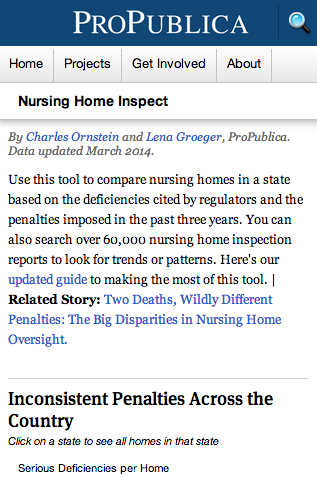 PROPUBLICA
Home Projects Get Involved About
Nursing Home Inspect
By Charles Ornstein and Lena Groeger, ProPublica.
Data updated March 2014.
Use this tool to compare nursing homes in a state
based on the deficiencies cited by regulators and the
penalties imposed in the past three years. You can
also search over 60,000 nursing home inspection
reports to look for trends or patterns. Here's our
updated guide to making the most of this tool. |
Related Story: Two Deaths, Wildly Different
Penalties: The Big Disparities in Nursing Home
Oversight.
Inconsistent Penalties Across the
Country
Click on a state to see all homes in that state
Serious Deficiencies per Home